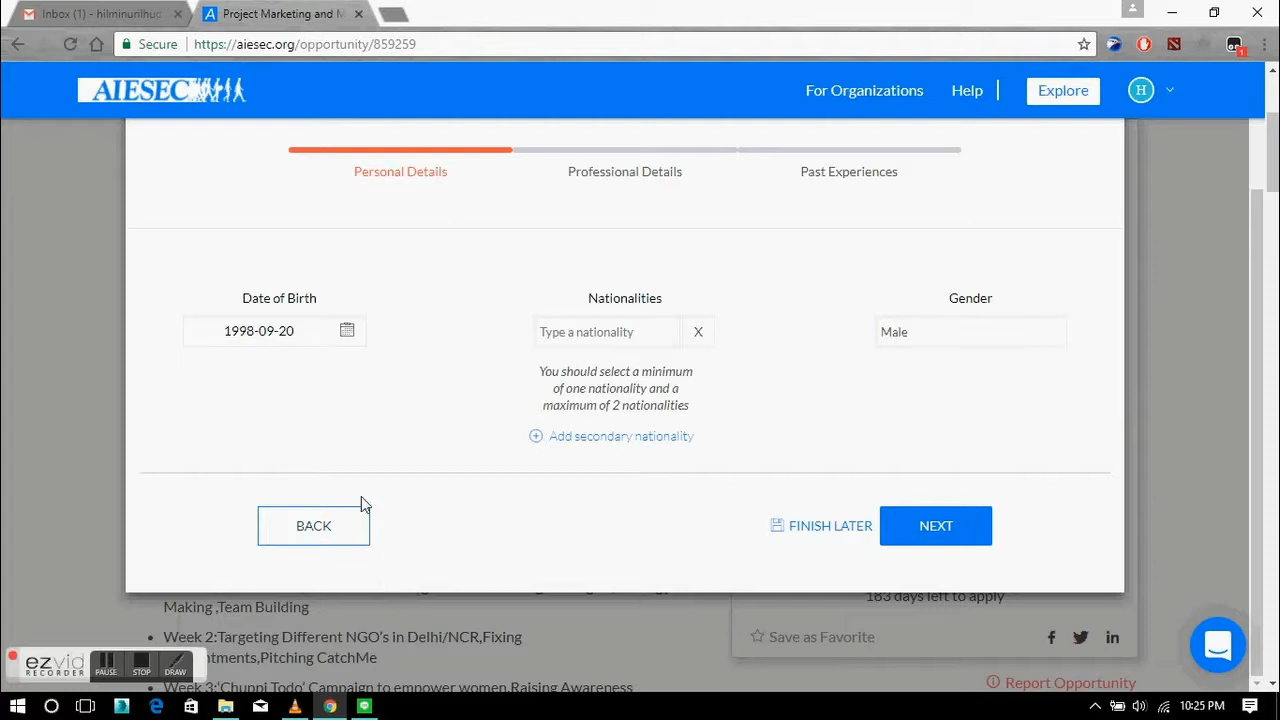 Inbox (1) - hilminurilhud
Project Marketing and M
Secure
https://aiesec.org/opportunity/859259
AIESEC
For Organizations
Help
Explore
H
Personal Details
Professional Details
Past Experiences
Date of Birth
Nationalities
Gender
1998-09-20
Type a nationality
X
Male
You should select a minimum
of one nationality and a
maximum of 2 nationalities
Add secondary nationality
BACK
FINISH LATER
NEXT
183 days left to apply
Making ,Team Building
Week 2:Targeting Different NGO's in Delhi/NCR,Fixing
Save as Favorite
ntments,Pitching CatchMe
ezvid
RECORDER
PAUSE
STOP
DRAW
Week 3:'Chuppi Todo' Campaign to empower women,Raising Awareness
Report Opportunity
10:25 PM